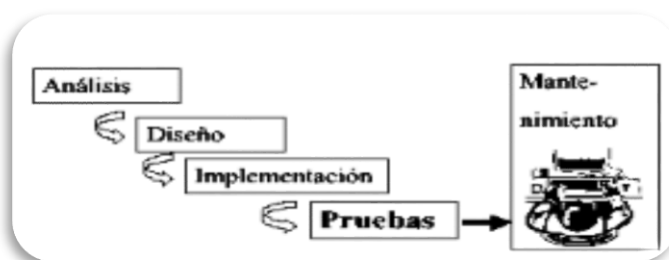 Análisis
Diseño
Implementación
Pruebas
Mante-
nimiento